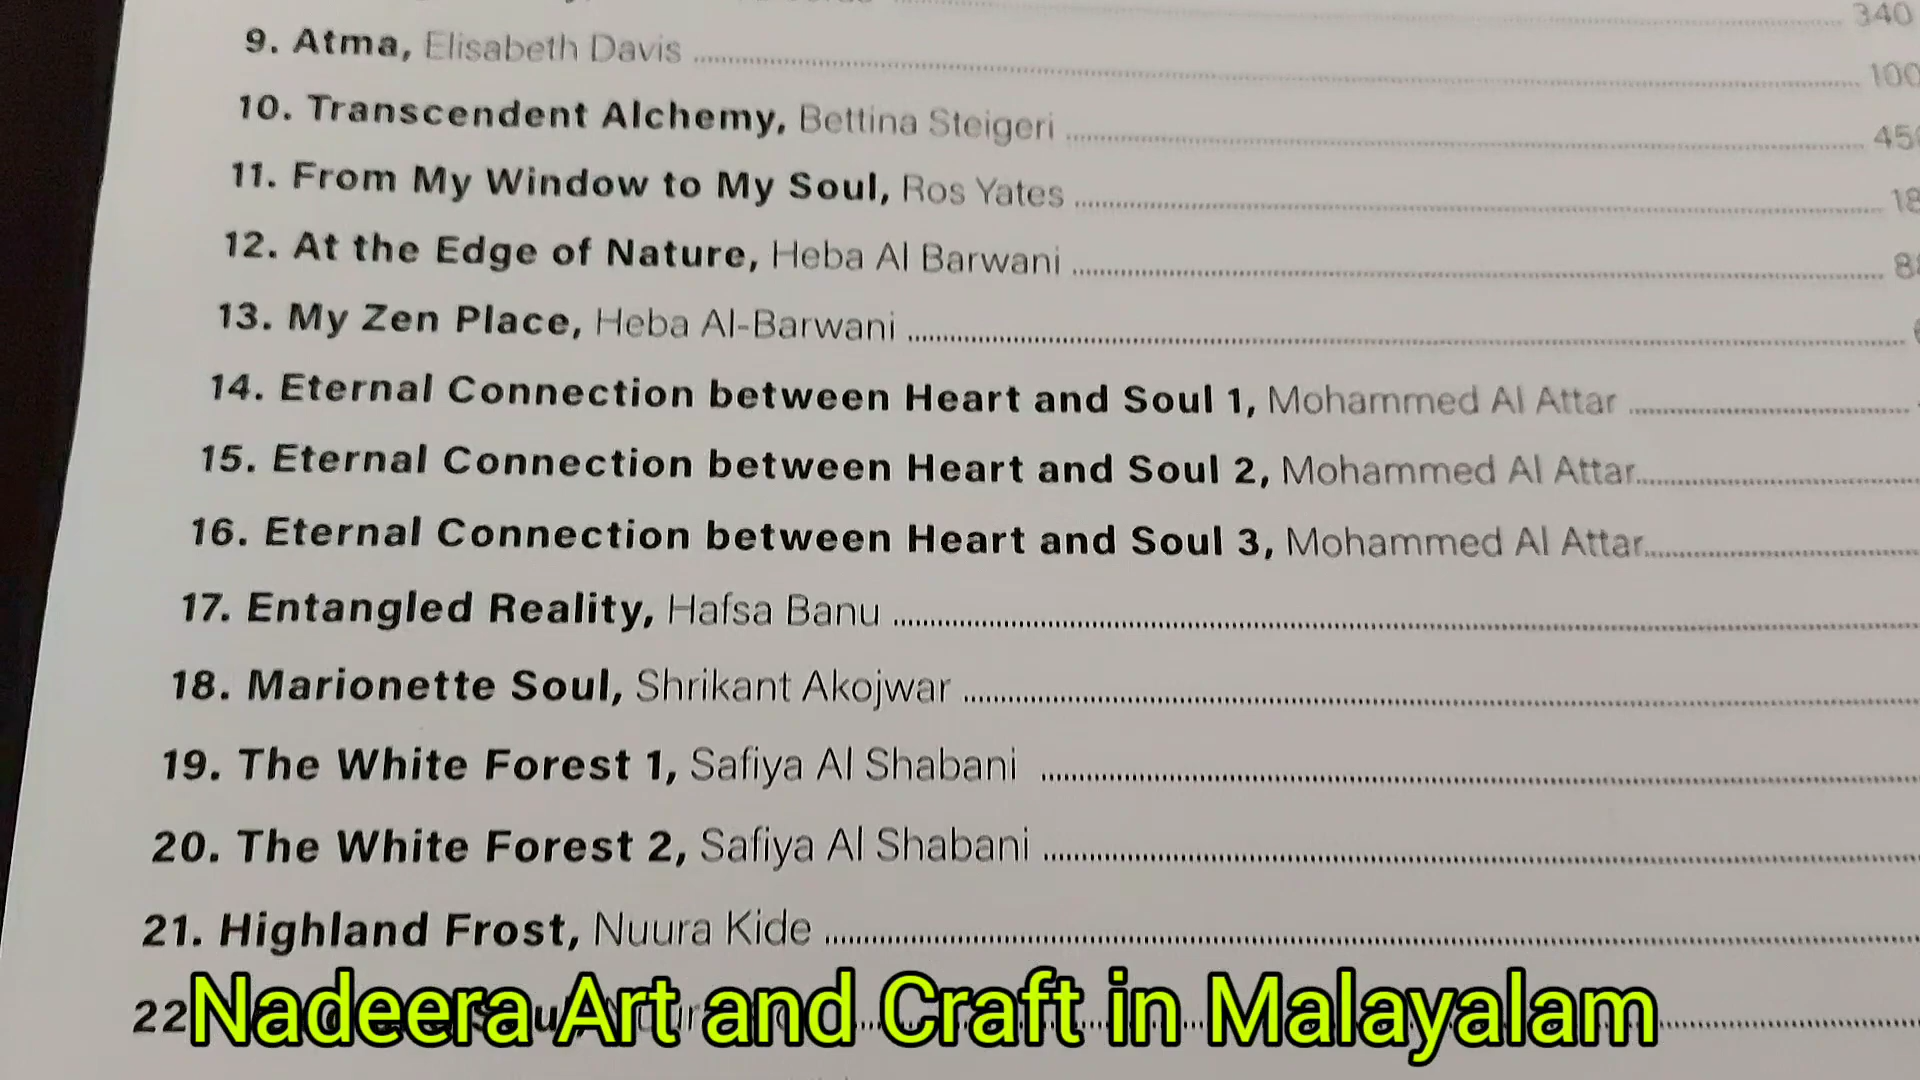 340
9. Atma, Elisabeth Davis 100
10. Transcendent Alchemy, Bettina Steigeri 45
11. From My Window to My Soul, Ros Yates 18
12. At the Edge of Nature, Heba Al Barwani 8
13. My Zen Place, Heba Al-Barwani
14. Eternal Connection between Heart and Soul 1, Mohammed Al Attar
15. Eternal Connection between Heart and Soul 2, Mohammed Al Attar
16. Eternal Connection between Heart and Soul 3, Mohammed Al Attar
17. Entangled Reality, Hafsa Banu
18. Marionette Soul, Shrikant Akojwar
19. The White Forest 1, Safiya Al Shabani
20. The White Forest 2, Safiya Al Shabani
21. Highland Frost, Nuura Kide
22
Nadeera Art and Craft in Malayalam